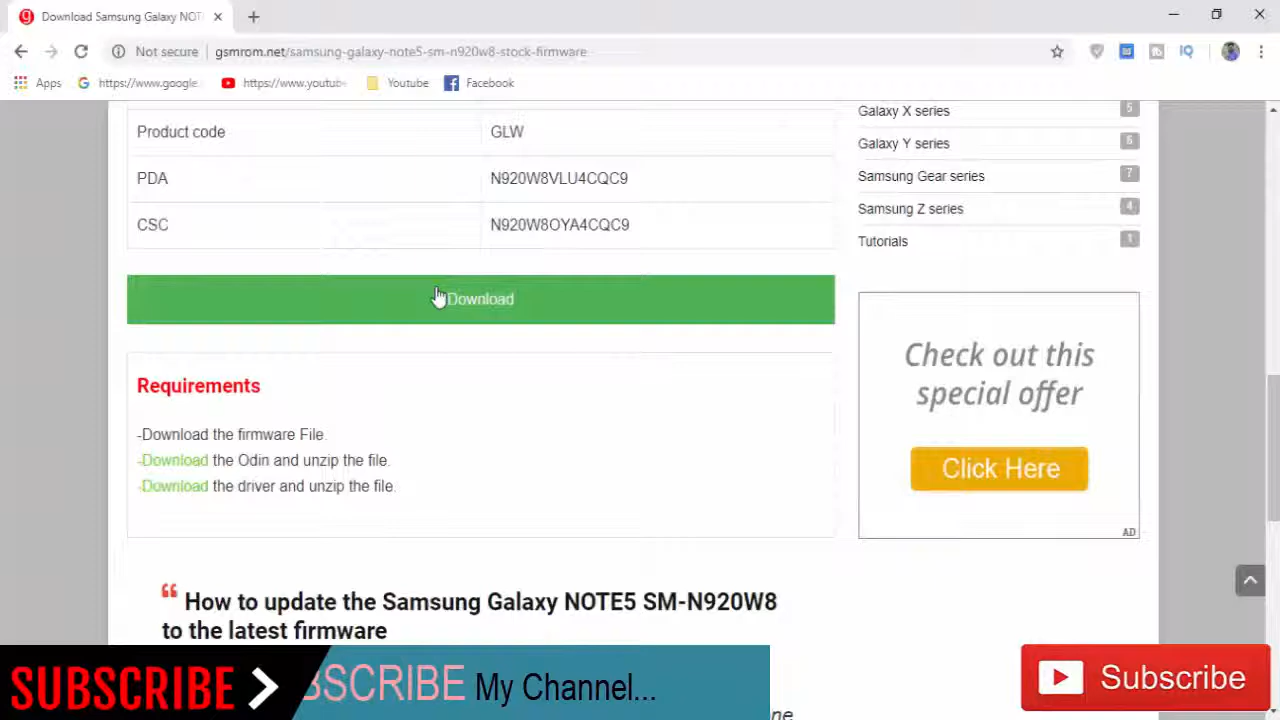 Download Samsung Galaxy NOT
Not secure
gsmrom.net/samsung-galaxy-note5-sm-n920w8-stock-firmware
Apps
https://www.google
https://www.youtub
Youtube
Facebook
Product code
GLW
PDA
N920W8VLU4CQC9
CSC
N920W8OYA4CQC9
Download
Requirements
-Download the firmware File.
-Download the Odin and unzip the file.
-Download the driver and unzip the file.
“ How to update the Samsung Galaxy NOTE5 SM-N920W8
to the latest firmware
Galaxy X series
5
Galaxy Y series
6
Samsung Gear series
7
Samsung Z series
4
Tutorials
1
Check out this
special offer
Click Here
AD
SUBSCRIBE
SCRIBE My Channel...
Subscribe